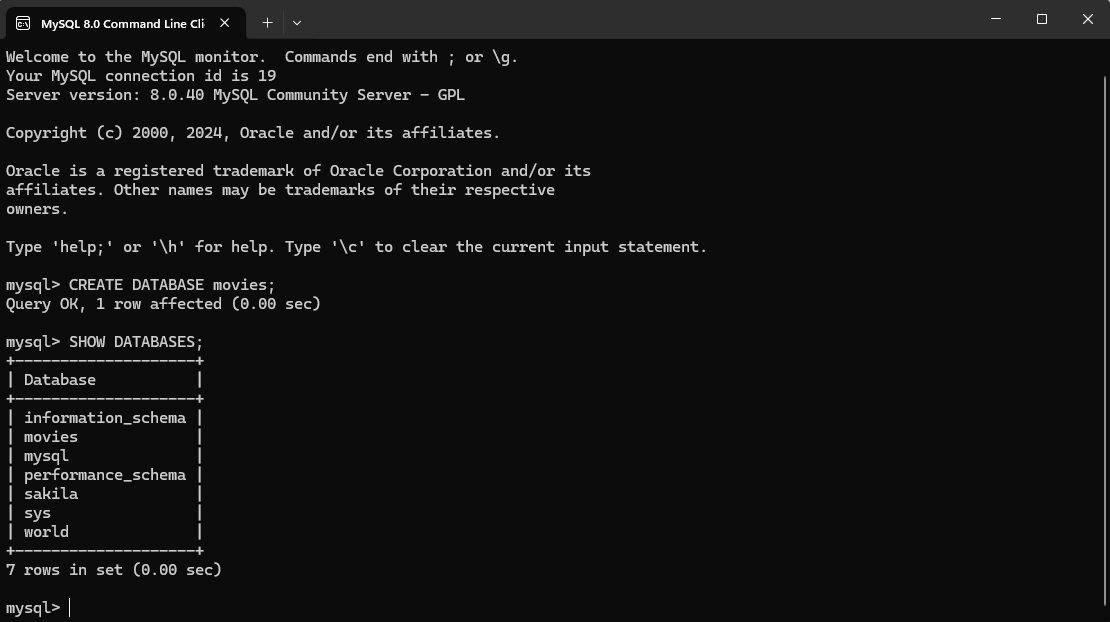 MySQL 8.0 Command Line Cli
Welcome to the MySQL monitor.  Commands end with ; or \g.
Your MySQL connection id is 19
Server version: 8.0.40 MySQL Community Server - GPL

Copyright (c) 2000, 2024, Oracle and/or its affiliates.

Oracle is a registered trademark of Oracle Corporation and/or its
affiliates. Other names may be trademarks of their respective
owners.

Type 'help;' or '\h' for help. Type '\c' to clear the current input statement.

mysql> CREATE DATABASE movies;
Query OK, 1 row affected (0.00 sec)

mysql> SHOW DATABASES;
+--------------------+
| Database           |
+--------------------+
| information_schema |
| movies             |
| mysql              |
| performance_schema |
| sakila             |
| sys                |
| world              |
+--------------------+
7 rows in set (0.00 sec)

mysql>